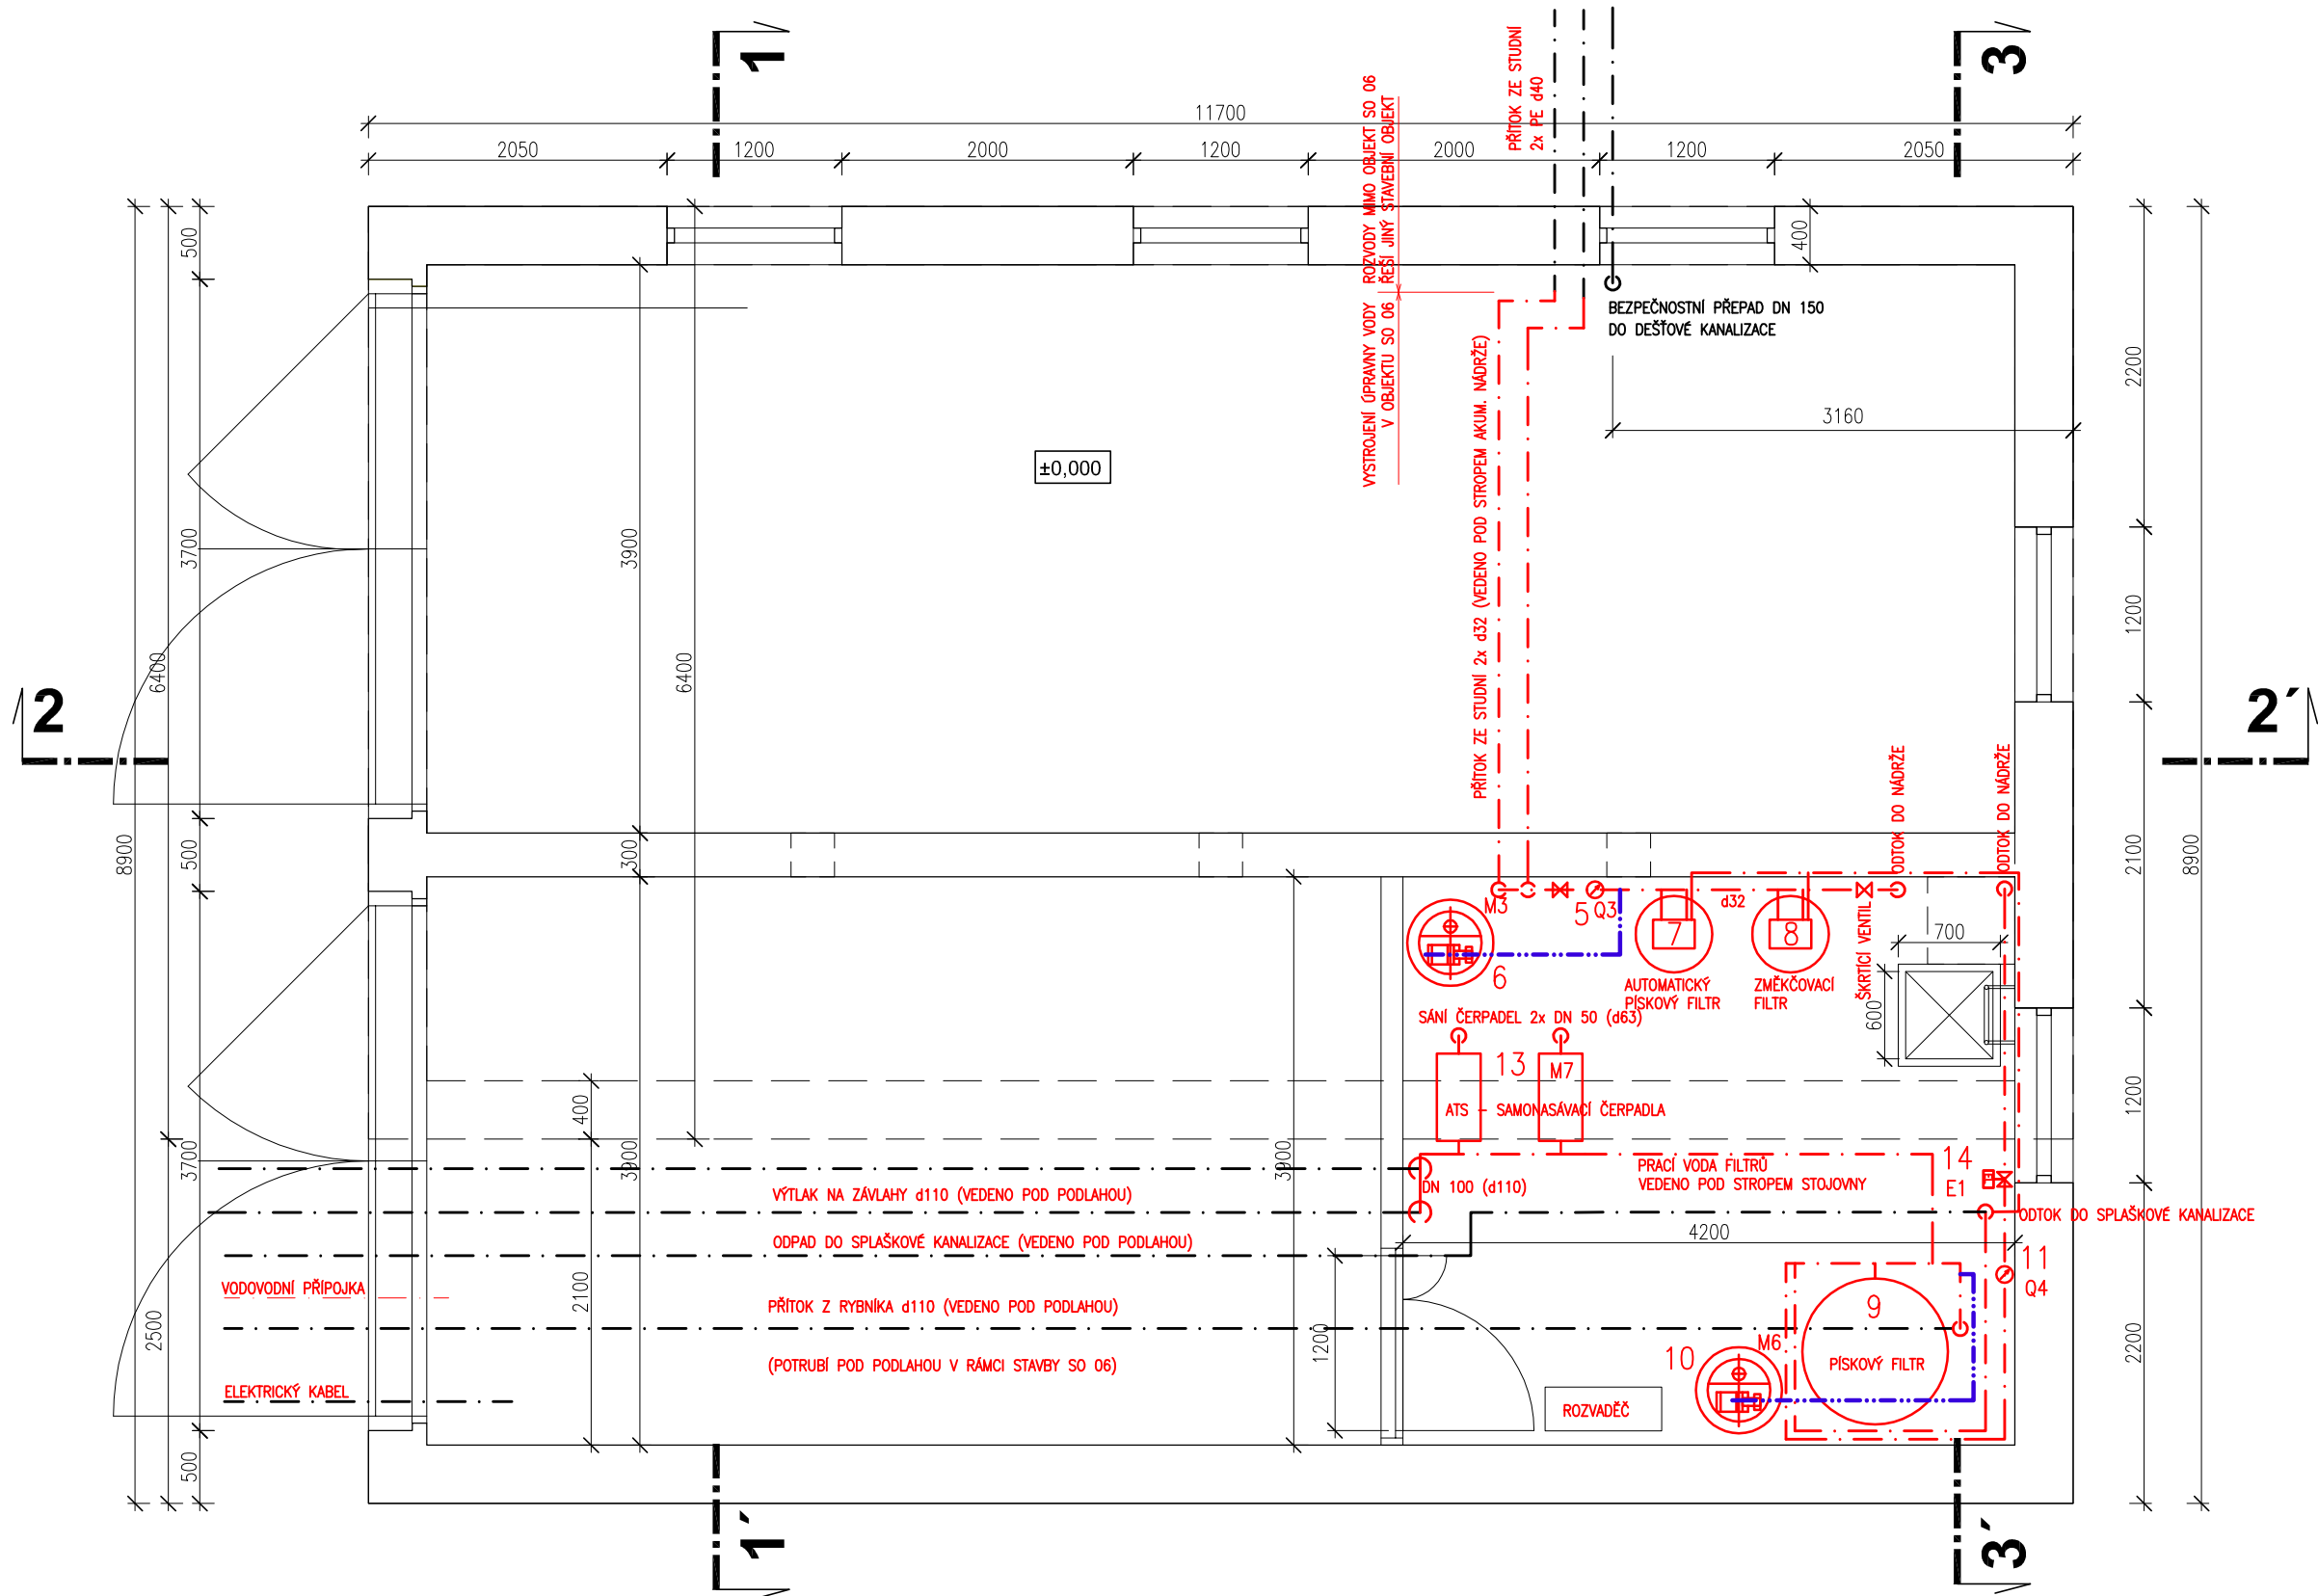 1
3
11700
2050
1200
2000
1200
2000
1200
2050
PŘÍTOK ZE STUDNÍ
2x PE d40
ROZVODY MIMO OBJEKT SO 06
ŘEŠÍ JINÝ STAVEBNÍ OBJEKT
VYSTROJENÍ ÚPRAVNY VODY
V OBJEKTU SO 06
500
400
BEZPEČNOSTNÍ PŘEPAD DN 150
DO DEŠŤOVÉ KANALIZACE
2200
3160
±0,000
PŘÍTOK ZE STUDNÍ 2x d32 (VEDENO POD STROPEM AKUM. NÁDRŽE)
3700
3900
1200
6400
6400
2
2´
ODTOK DO NÁDRŽE
ODTOK DO NÁDRŽE
8900
500
300
2100
8900
M3
5
Q3
d32
7
8
6
ŠKRTÍCÍ VENTIL
700
AUTOMATICKÝ
PÍSKOVÝ FILTR
ZMĚKČOVACÍ
FILTR
600
SÁNÍ ČERPADEL 2x DN 50 (d63)
13
M7
ATS - SAMONASÁVACÍ ČERPADLA
400
1200
3700
3900
3900
PRACÍ VODA FILTRŮ
VEDENO POD STROPEM STOJOVNY
14
E1
DN 100 (d110)
VÝTLAK NA ZÁVLAHY d110 (VEDENO POD PODLAHOU)
ODTOK DO SPLAŠKOVÉ KANALIZACE
ODPAD DO SPLAŠKOVÉ KANALIZACE (VEDENO POD PODLAHOU)
4200
11
Q4
VODOVODNÍ PŘÍPOJKA
2100
PŘÍTOK Z RYBNÍKA d110 (VEDENO POD PODLAHOU)
9
2500
1200
2200
M6
10
PÍSKOVÝ FILTR
(POTRUBÍ POD PODLAHOU V RÁMCI STAVBY SO 06)
ELEKTRICKÝ KABEL
ROZVADĚČ
500
1´
3´